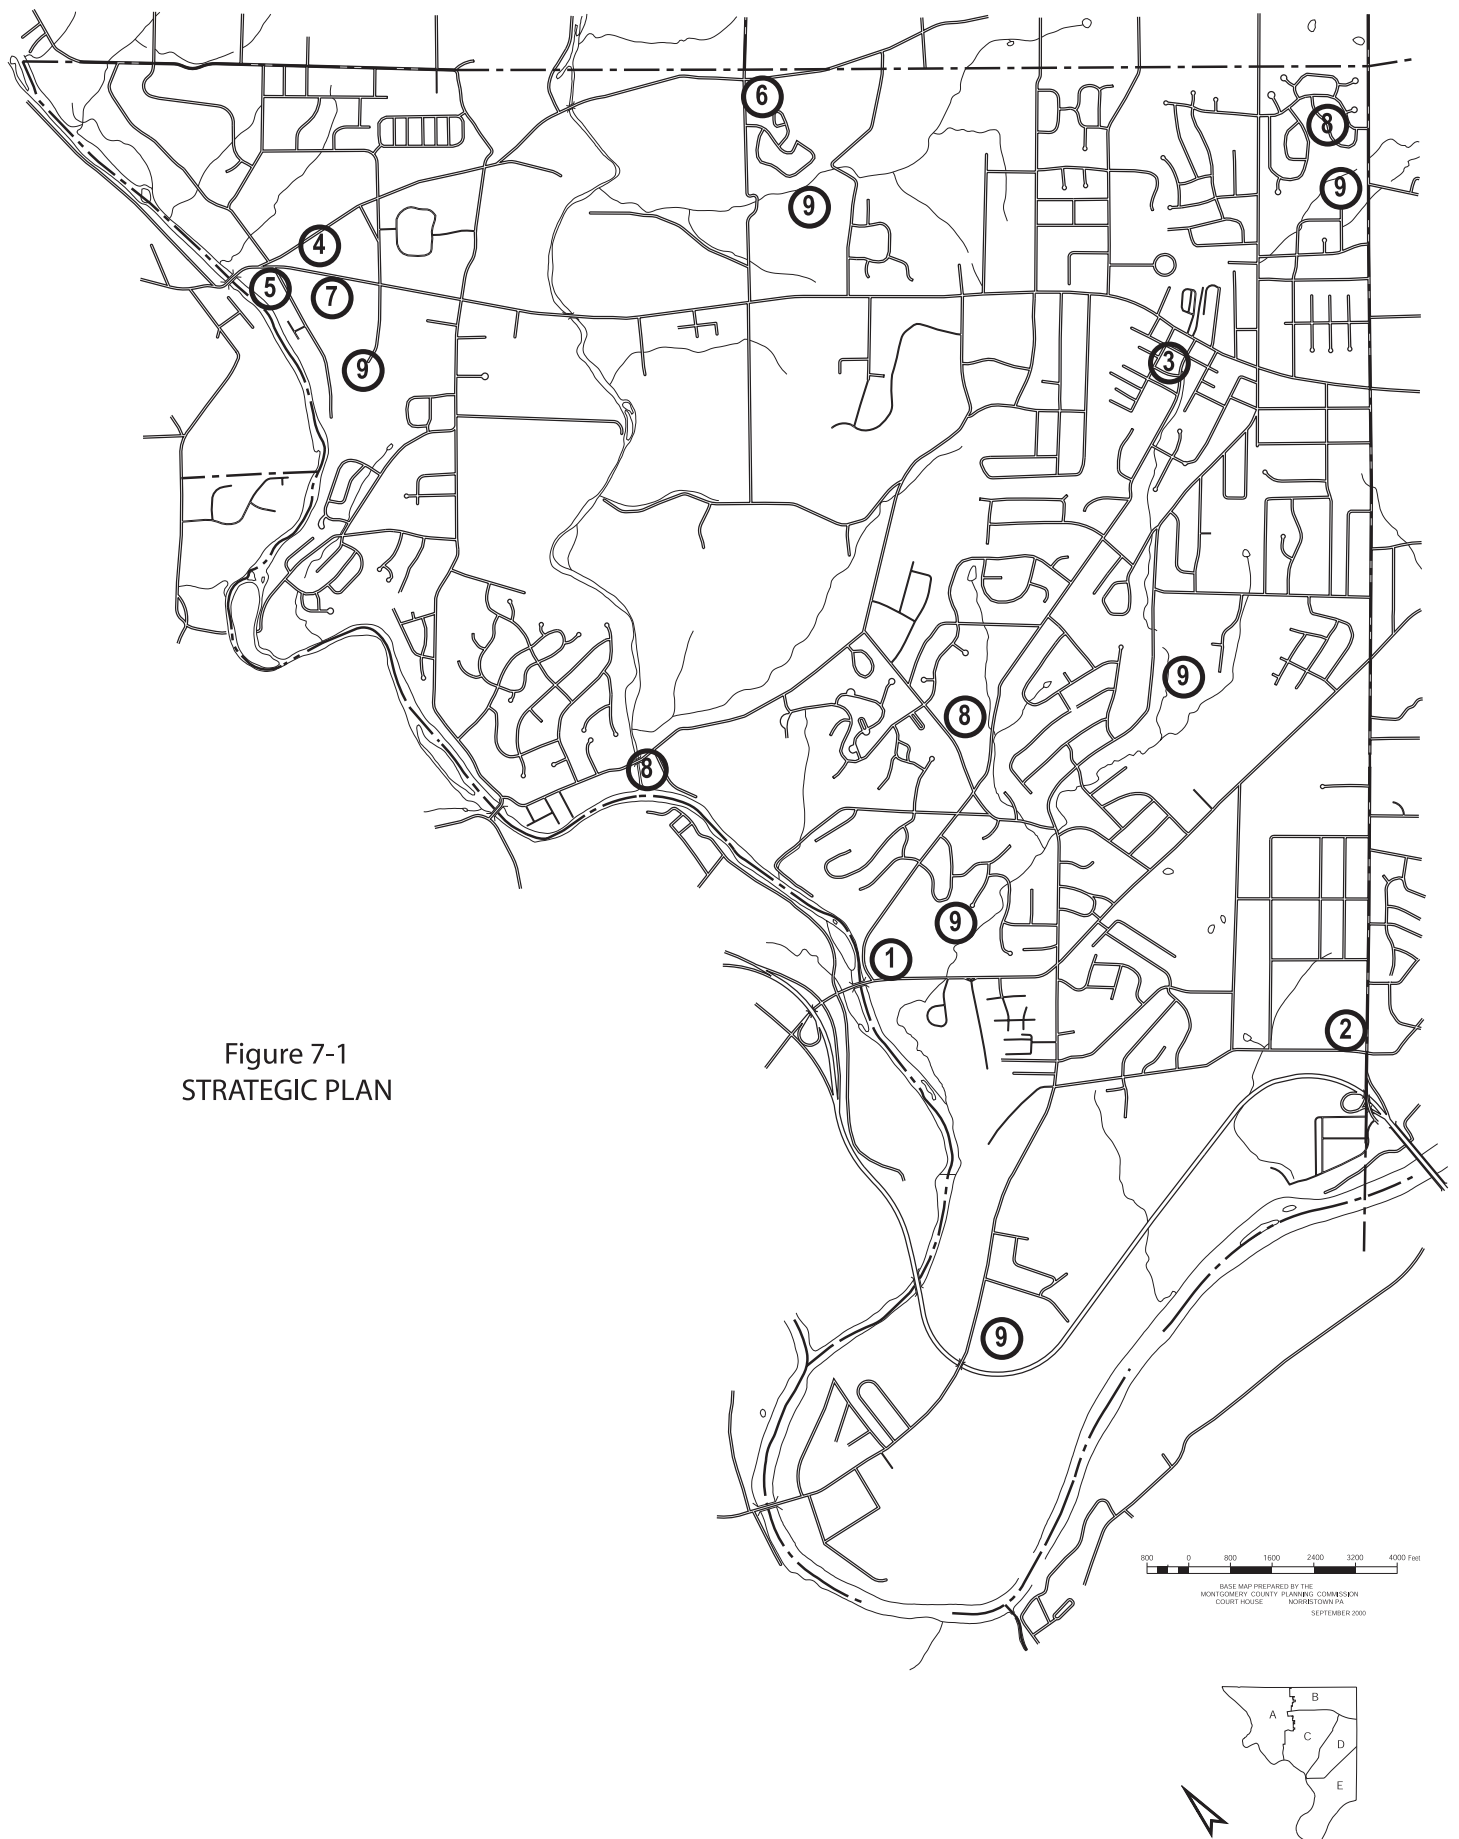 6
8
9
9
4
5
7
3
9
9
8
8
9
1
2
Figure 7-1
STRATEGIC PLAN
9
800 0 800 1600 2400 3200 4000 Feet
BASE MAP PREPARED BY THE
MONTGOMERY COUNTY PLANNING COMMISSION
COURT HOUSE NORRISTOWN PA
SEPTEMBER 2000
B
A
C
D
E